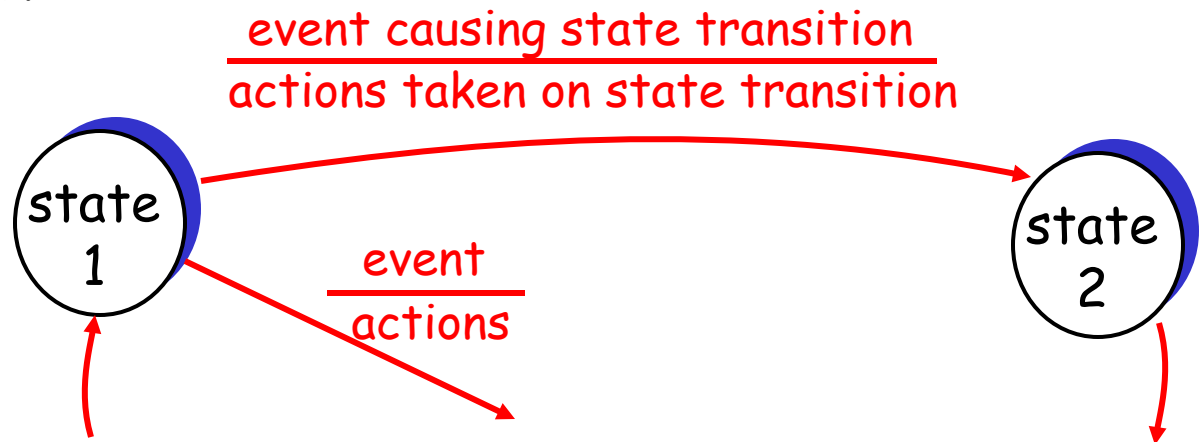 event causing state transition
actions taken on state transition
state
1
event
actions
state
2